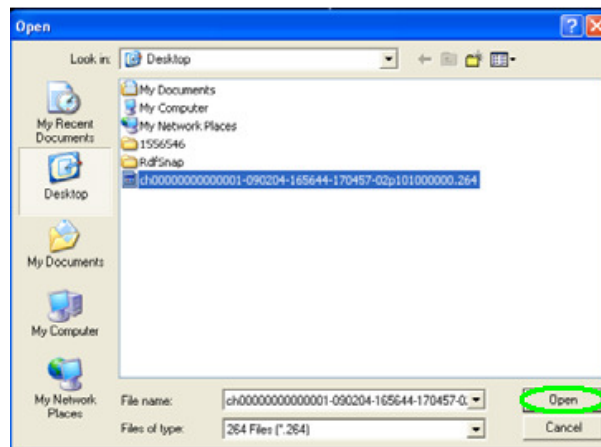 Open
Look in: Desktop
My Documents
My Computer
My Network Places
1556546
RdfSnap
ch00000000000001-090204-165644-170457-02p101000000.264
My Recent
Documents
Desktop
My Documents
My Computer
My Network
Places
File name: ch00000000000001-090204-165644-170457-0. Open
Files of type: 264 Files (*.264) Cancel